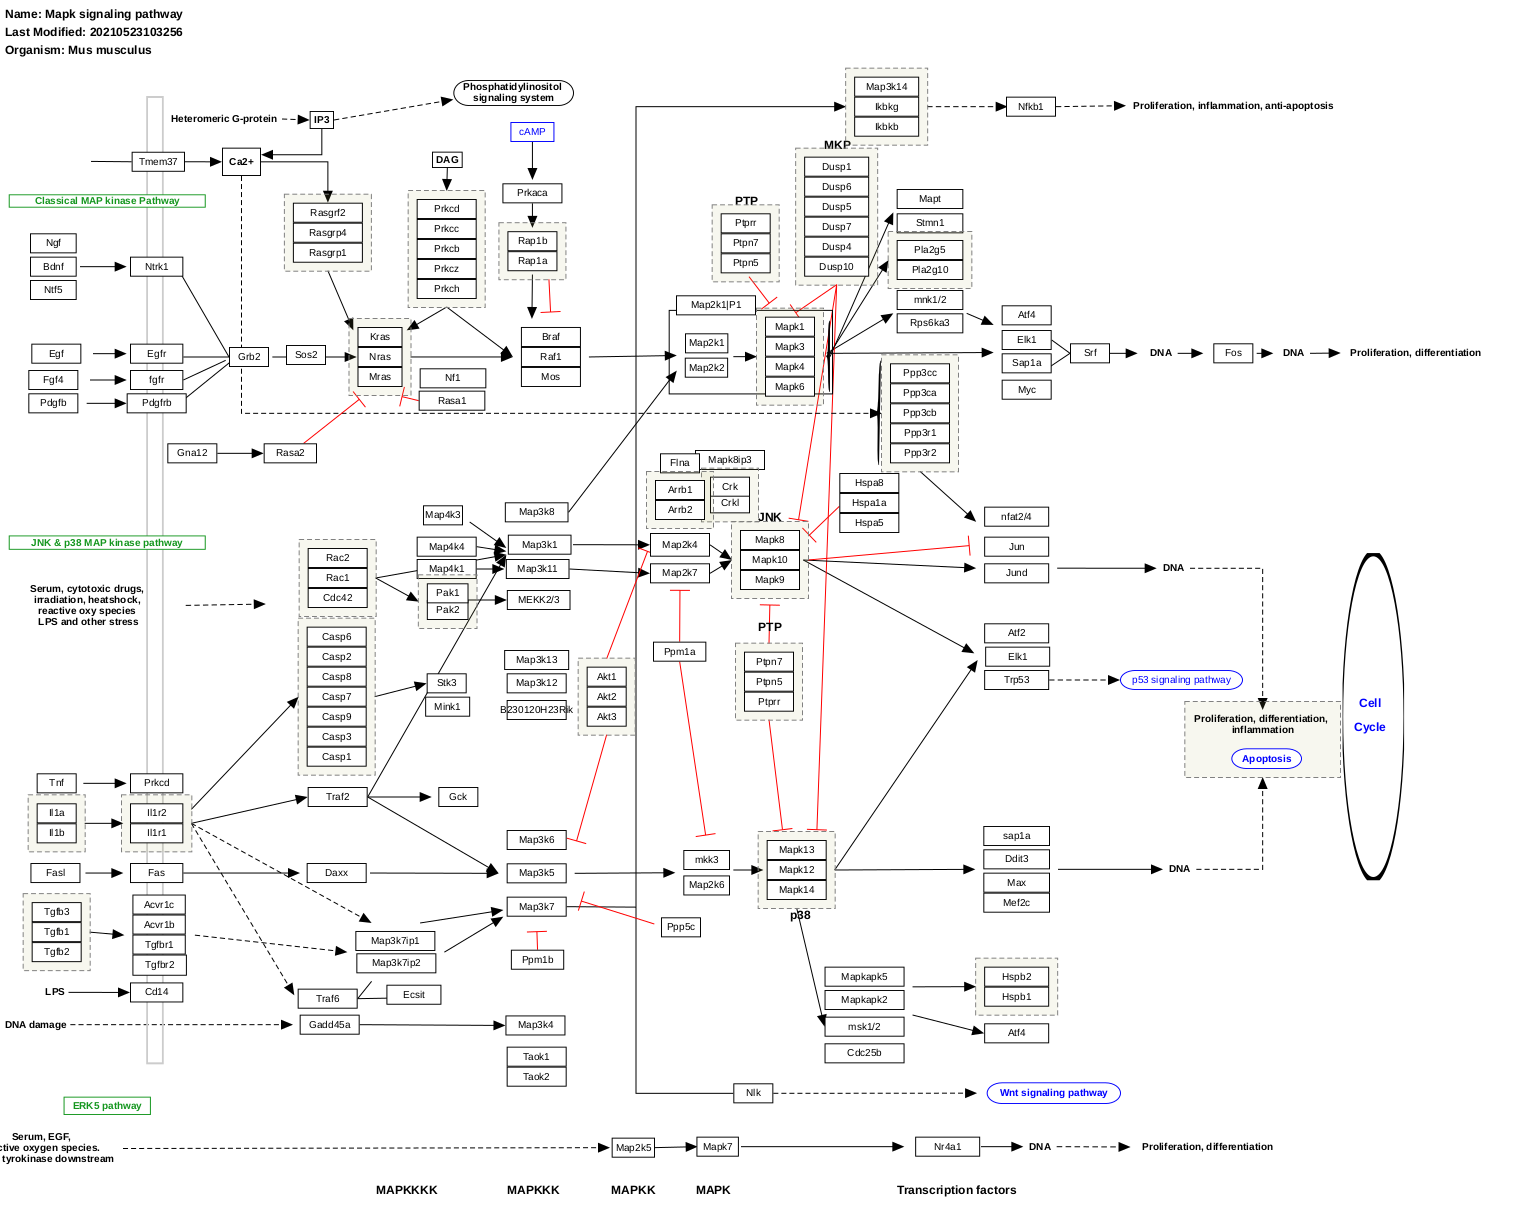 Name: Mapk signaling pathway
Last Modified: 20210523103256
Organism: Mus musculus
Phosphatidylinositol
signaling system
Heteromeric G-protein
IP3
cAMP
Tmem37
Ca2+
DAG
Prkaca
Classical MAP kinase Pathway
Rasgrf2
Rasgrp4
Rasgrp1
Prkcd
Prkcc
Prkcb
Prkcz
Prkch
Rap1b
Rap1a
Ngf
Bdnf
Ntf5
Ntrk1
Egf
Fgf4
Pdgfb
Egfr
fgfr
Pdgfrb
Grb2
Sos2
Kras
Nras
Mras
Nf1
Rasa1
Braf
Raf1
Mos
Gna12
Rasa2
Map3k14
Ikbkg
Ikbkb
Nfkb1
Proliferation, inflammation, anti-apoptosis
MKP
Dusp1
Dusp6
Dusp5
Dusp7
Dusp4
Dusp10
PTP
Ptprr
Ptpn7
Ptpn5
Mapt
Stmn1
Pla2g5
Pla2g10
mnk1/2
Rps6ka3
Map2k1|P1
Map2k1
Map2k2
Mapk1
Mapk3
Mapk4
Mapk6
Atf4
Elk1
Sap1a
Myc
Srf
DNA
Fos
DNA
Proliferation, differentiation
Ppp3cc
Ppp3ca
Ppp3cb
Ppp3r1
Ppp3r2
JNK & p38 MAP kinase pathway
Serum, cytotoxic drugs,
irradiation, heatshock,
reactive oxy species
LPS and other stress
Rac2
Rac1
Cdc42
Casp6
Casp2
Casp8
Casp7
Casp9
Casp3
Casp1
Map4k3
Map4k4
Map4k1
Pak1
Pak2
Stk3
Mink1
Map3k8
Map3k1
Map3k11
MEKK2/3
Map3k13
Map3k12
B230120H23Rik
Akt1
Akt2
Akt3
Flna
Mapk8ip3
Arrb1
Arrb2
Crk
Crkl
Map2k4
Map2k7
JNK
Mapk8
Mapk10
Mapk9
Hspa8
Hspa1a
Hspa5
nfat2/4
Jun
Jund
DNA
PTP
Ptpn7
Ptpn5
Ptprr
Ppm1a
Atf2
Elk1
Trp53
p53 signaling pathway
Proliferation, differentiation,
inflammation
Apoptosis
Cell
Cycle
Tnf
Prkcd
Il1a
Il1b
Il1r2
Il1r1
Traf2
Gck
Fasl
Fas
Daxx
Map3k6
Map3k5
Map3k7
mkk3
Map2k6
Mapk13
Mapk12
Mapk14
p38
sap1a
Ddit3
Max
Mef2c
DNA
Tgfb3
Tgfb1
Tgfb2
Acvr1c
Acvr1b
Tgfbr1
Tgfbr2
Map3k7ip1
Map3k7ip2
Ppm1b
Ppp5c
LPS
Cd14
Traf6
Ecsit
DNA damage
Gadd45a
Map3k4
Taok1
Taok2
Mapkapk5
Mapkapk2
msk1/2
Cdc25b
Hspb2
Hspb1
Atf4
Nlk
Wnt signaling pathway
ERK5 pathway
Serum, EGF,
ctive oxygen species.
tyrokinase downstream
Map2k5
Mapk7
Nr4a1
DNA
Proliferation, differentiation
MAPKKKK
MAPKKK
MAPKK
MAPK
Transcription factors